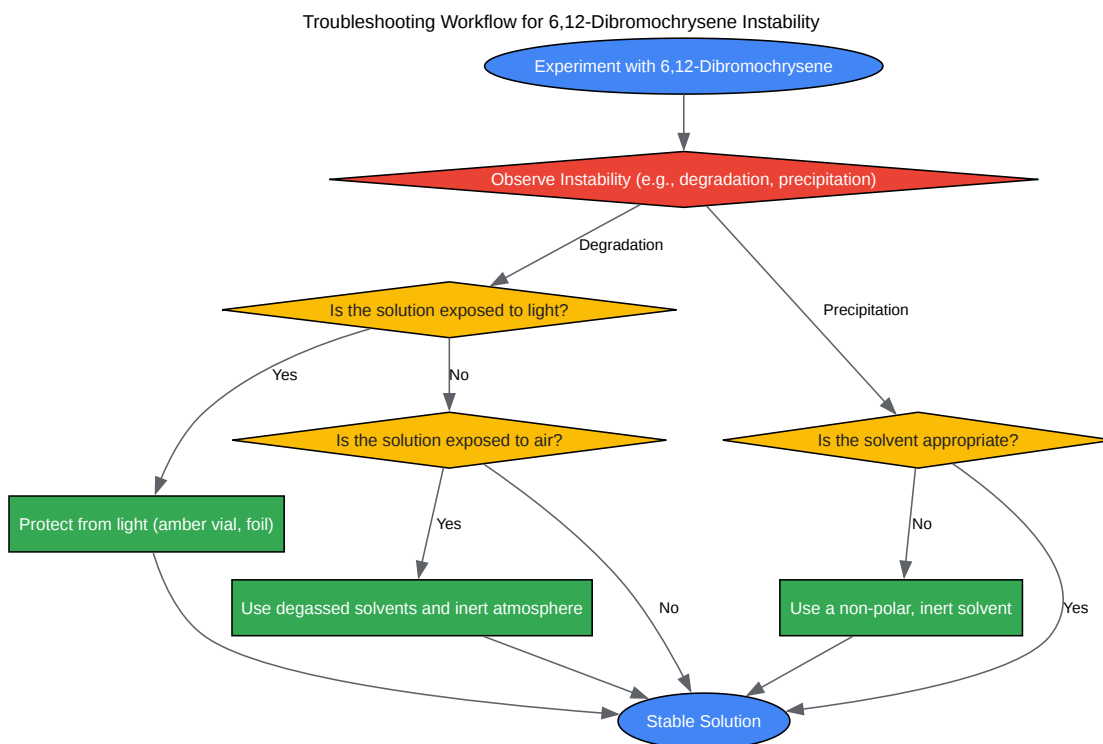 Troubleshooting Workflow for 6,12-Dibromochrysene Instability
Experiment with 6,12-Dibromochrysene
Observe Instability (e.g., degradation, precipitation)
Degradation
Precipitation
Is the solution exposed to light?
Yes
No
Is the solution exposed to air?
Is the solvent appropriate?
Protect from light (amber vial, foil)
Yes
No
Use degassed solvents and inert atmosphere
No
Use a non-polar, inert solvent
Yes
Stable Solution